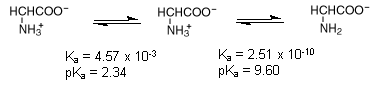 HCHCOO⁻ HCHCOO⁻ HCHCOO⁻
NH₃⁺ NH₃⁺ NH₂
Kₐ = 4.57 x 10⁻³ Kₐ = 2.51 x 10⁻¹⁰
pKₐ = 2.34 pKₐ = 9.60